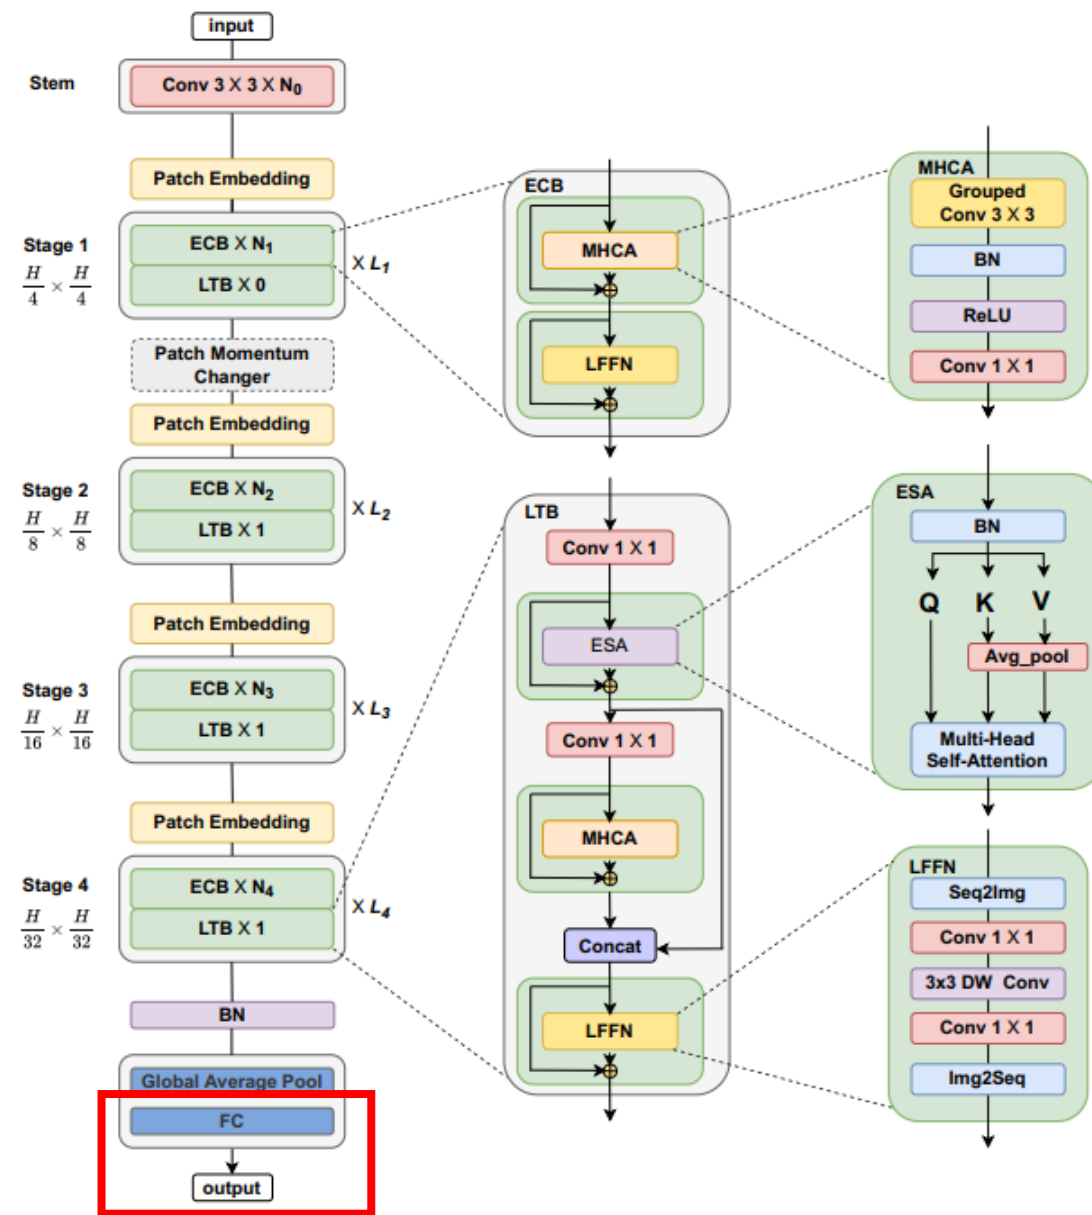 input
Stem
Conv 3 X 3 X N0
Patch Embedding
Stage 1
H/4 × H/4
ECB X N1
LTB X 0
X L1
Patch Momentum
Changer
Patch Embedding
Stage 2
H/8 × H/8
ECB X N2
LTB X 1
X L2
Patch Embedding
Stage 3
H/16 × H/16
ECB X N3
LTB X 1
X L3
Patch Embedding
Stage 4
H/32 × H/32
ECB X N4
LTB X 1
X L4
BN
Global Average Pool
FC
output
ECB
MHCA
LFFN
LTB
Conv 1 X 1
ESA
Conv 1 X 1
MHCA
Concat
LFFN
MHCA
Grouped
Conv 3 X 3
BN
ReLU
Conv 1 X 1
ESA
BN
Q K V
Avg_pool
Multi-Head
Self-Attention
LFFN
Seq2Img
Conv 1 X 1
3x3 DW Conv
Conv 1 X 1
Img2Seq